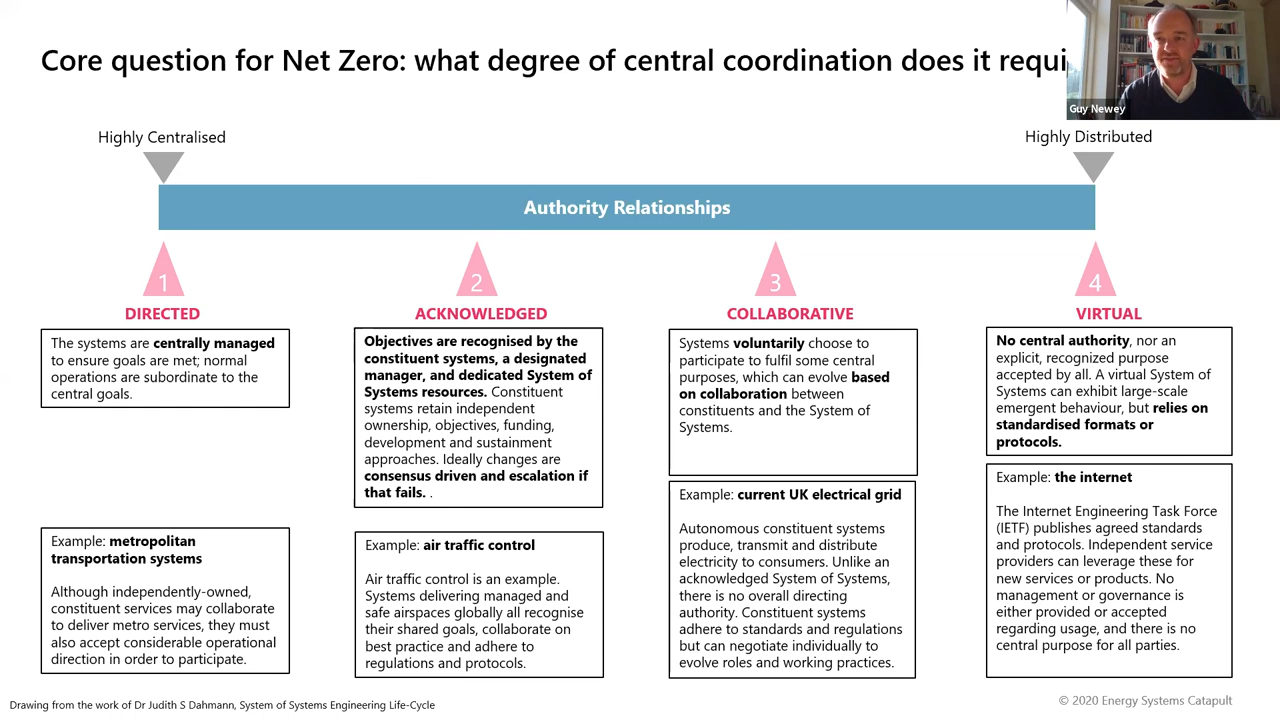 Core question for Net Zero: what degree of central coordination does it requi
Guy Newey
Highly Centralised
Highly Distributed
Authority Relationships
1
DIRECTED
The systems are centrally managed
to ensure goals are met; normal
operations are subordinate to the
central goals.
Example: metropolitan
transportation systems
Although independently-owned,
constituent services may collaborate
to deliver metro services, they must
also accept considerable operational
direction in order to participate.
2
ACKNOWLEDGED
Objectives are recognised by the
constituent systems, a designated
manager, and dedicated System of
Systems resources. Constituent
systems retain independent
ownership, objectives, funding,
development and sustainment
approaches. Ideally changes are
consensus driven and escalation if
that fails. .
Example: air traffic control
Air traffic control is an example.
Systems delivering managed and
safe airspaces globally all recognise
their shared goals, collaborate on
best practice and adhere to
regulations and protocols.
3
COLLABORATIVE
Systems voluntarily choose to
participate to fulfil some central
purposes, which can evolve based
on collaboration between
constituents and the System of
Systems.
Example: current UK electrical grid
Autonomous constituent systems
produce, transmit and distribute
electricity to consumers. Unlike an
acknowledged System of Systems,
there is no overall directing
authority. Constituent systems
adhere to standards and regulations
but can negotiate individually to
evolve roles and working practices.
4
VIRTUAL
No central authority, nor an
explicit, recognized purpose
accepted by all. A virtual System of
Systems can exhibit large-scale
emergent behaviour, but relies on
standardised formats or
protocols.
Example: the internet
The Internet Engineering Task Force
(IETF) publishes agreed standards
and protocols. Independent service
providers can leverage these for
new services or products. No
management or governance is
either provided or accepted
regarding usage, and there is no
central purpose for all parties.
Drawing from the work of Dr Judith S Dahmann, System of Systems Engineering Life-Cycle
© 2020 Energy Systems Catapult